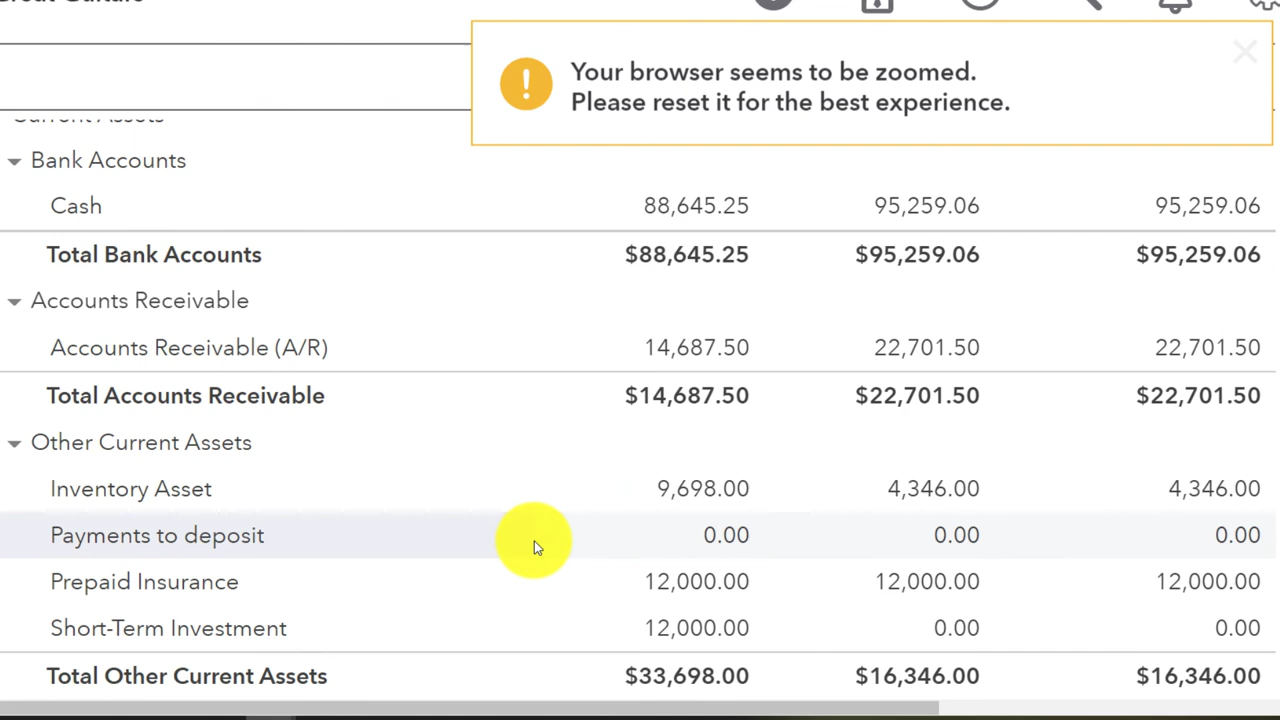 Great Guitars
Your browser seems to be zoomed.
Please reset it for the best experience.
Current Assets
Bank Accounts
Cash 88,645.25 95,259.06 95,259.06
Total Bank Accounts $88,645.25 $95,259.06 $95,259.06
Accounts Receivable
Accounts Receivable (A/R) 14,687.50 22,701.50 22,701.50
Total Accounts Receivable $14,687.50 $22,701.50 $22,701.50
Other Current Assets
Inventory Asset 9,698.00 4,346.00 4,346.00
Payments to deposit 0.00 0.00 0.00
Prepaid Insurance 12,000.00 12,000.00 12,000.00
Short-Term Investment 12,000.00 0.00 0.00
Total Other Current Assets $33,698.00 $16,346.00 $16,346.00